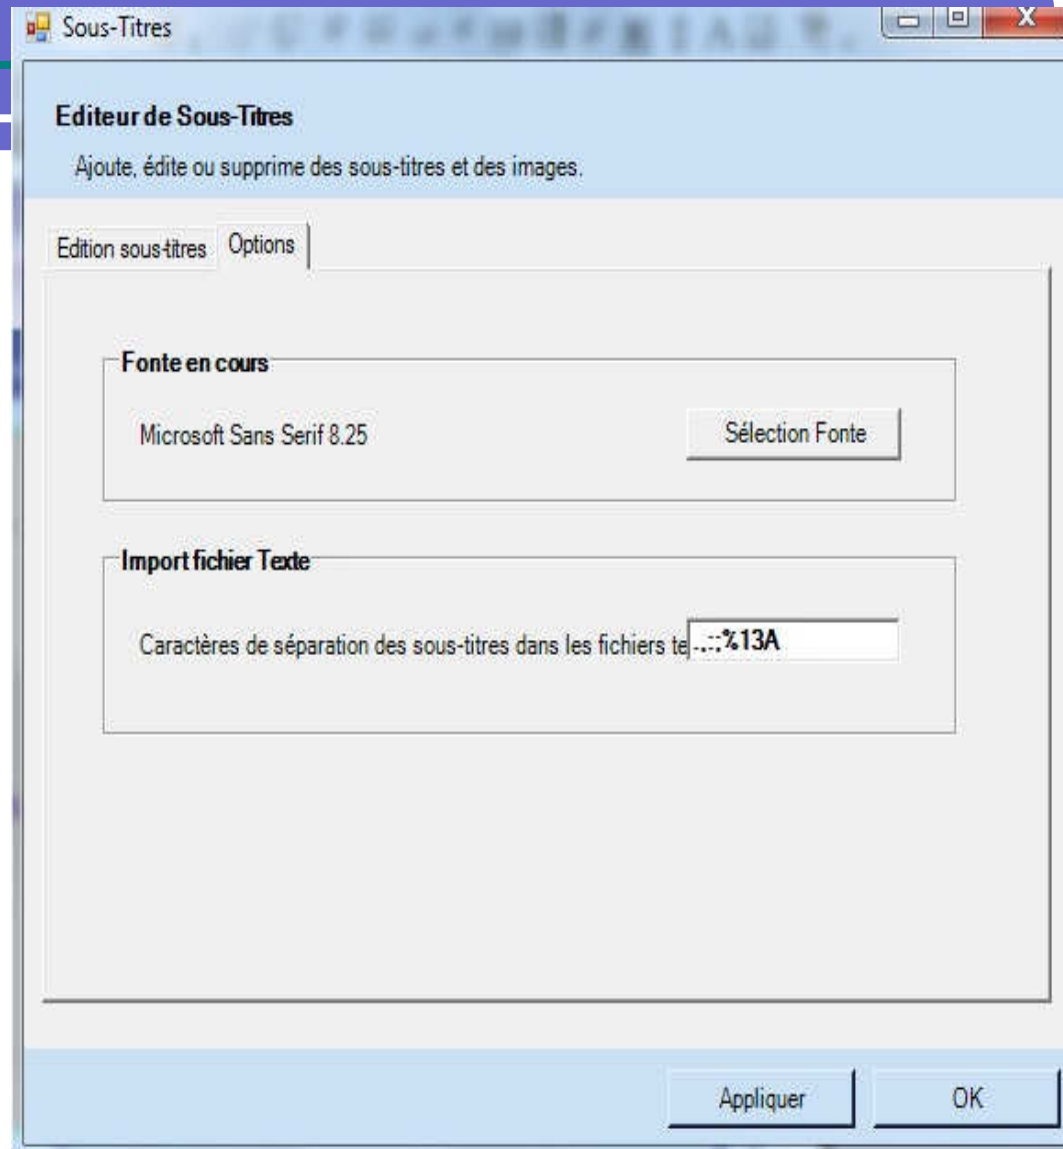 Sous-Titres
X
Editeur de Sous-Titres
Ajoute, édite ou supprime des sous-titres et des images.
Edition sous-titres Options
Fonte en cours
Microsoft Sans Serif 8.25 Sélection Fonte
Import fichier Texte
Caractères de séparation des sous-titres dans les fichiers te .,:;%13A
Appliquer OK